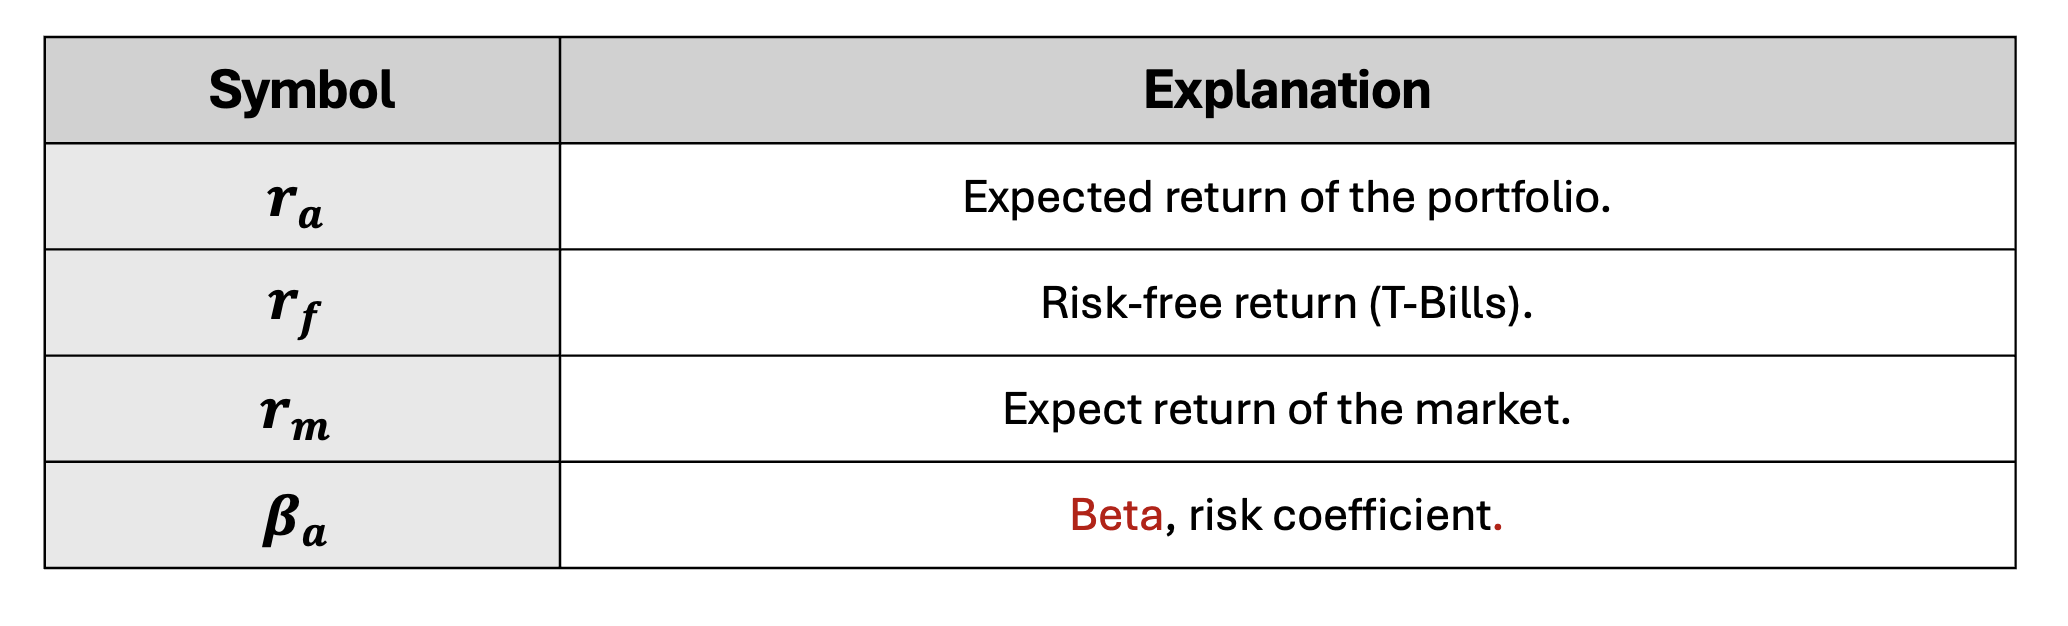 Symbol Explanation
r_a Expected return of the portfolio.
r_f Risk-free return (T-Bills).
r_m Expect return of the market.
β_a Beta, risk coefficient.